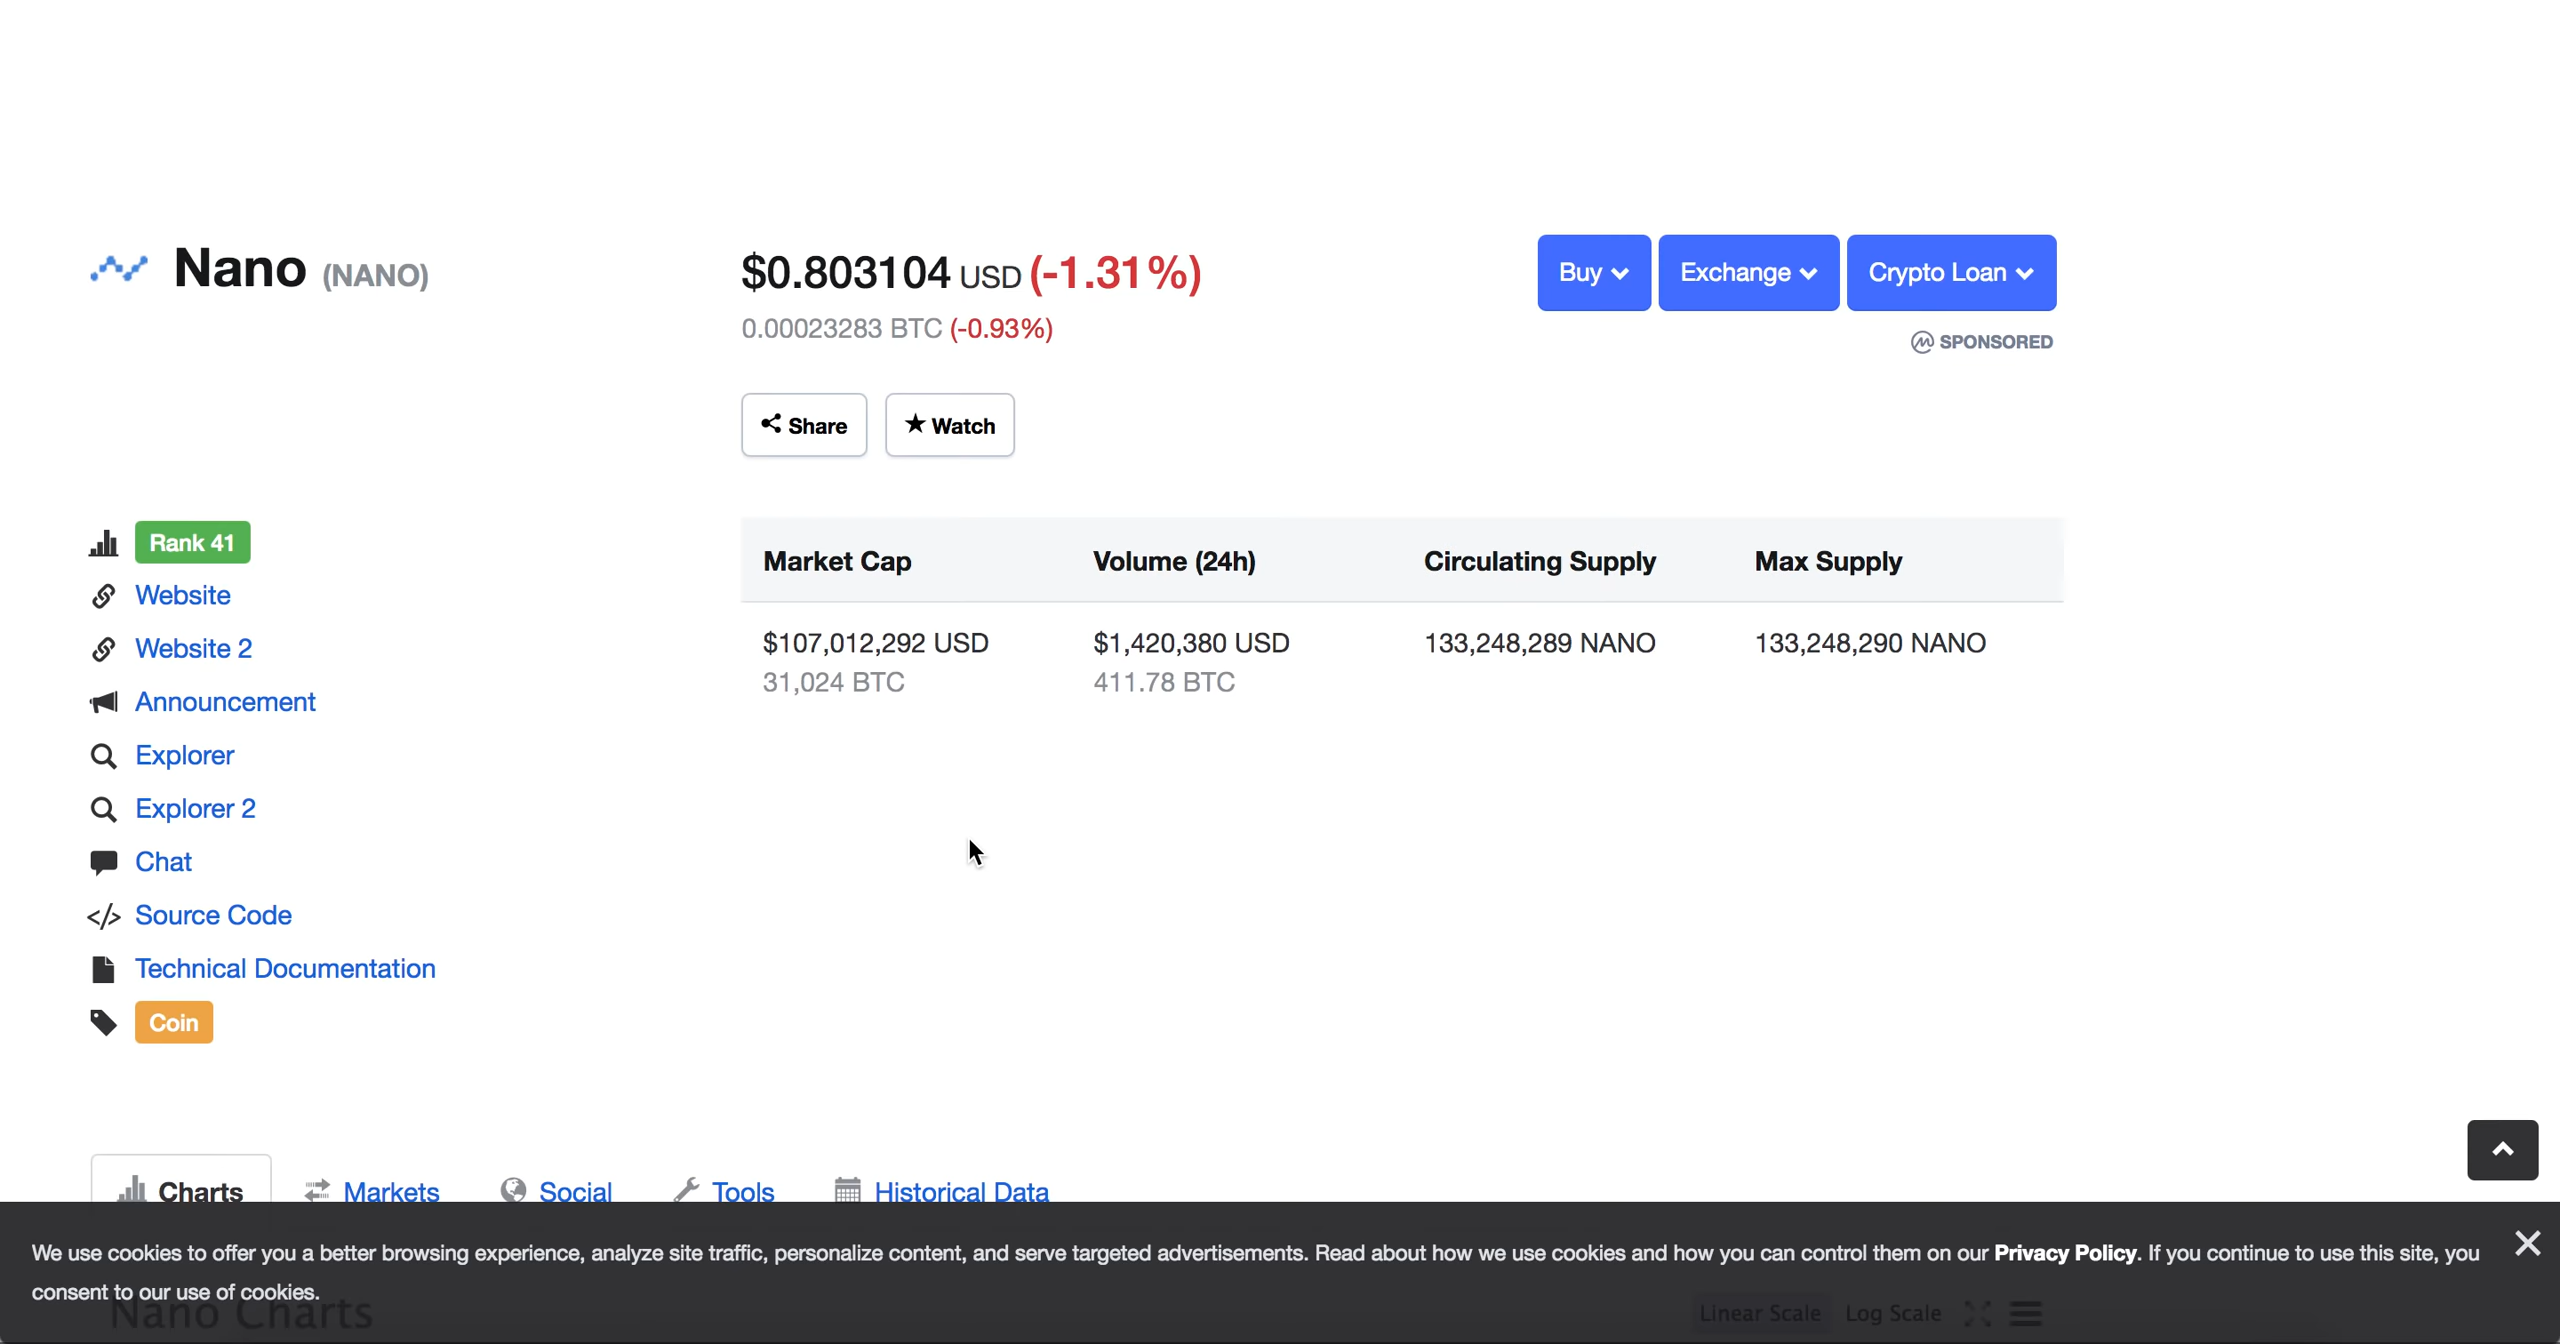 Nano (NANO)
$0.803104 USD (-1.31%)
0.00023283 BTC (-0.93%)
Buy
Exchange
Crypto Loan
SPONSORED
Share
Watch
Rank 41
Website
Website 2
Announcement
Explorer
Explorer 2
Chat
Source Code
Technical Documentation
Coin
Market Cap Volume (24h) Circulating Supply Max Supply
$107,012,292 USD $1,420,380 USD 133,248,289 NANO 133,248,290 NANO
31,024 BTC 411.78 BTC
Charts Markets Social Tools Historical Data
We use cookies to offer you a better browsing experience, analyze site traffic, personalize content, and serve targeted advertisements. Read about how we use cookies and how you can control them on our Privacy Policy. If you continue to use this site, you
consent to our use of cookies.
Nano Charts
Linear Scale Log Scale